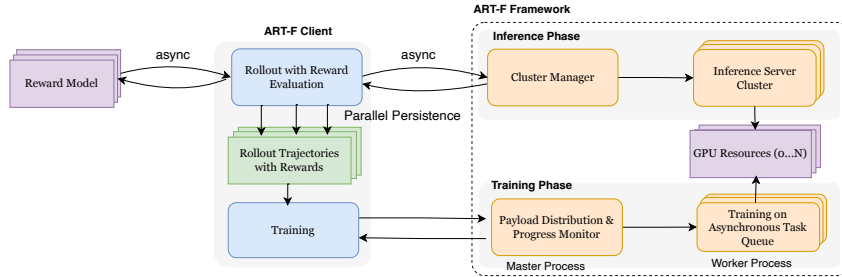 ART-F Framework
ART-F Client
Inference Phase
async
async
Reward Model
Rollout with Reward
Evaluation
Cluster Manager
Inference Server
Cluster
Parallel Persistence
Rollout Trajectories
with Rewards
GPU Resources (0...N)
Training Phase
Training
Payload Distribution &
Progress Monitor
Training on
Asynchronous Task
Queue
Master Process
Worker Process